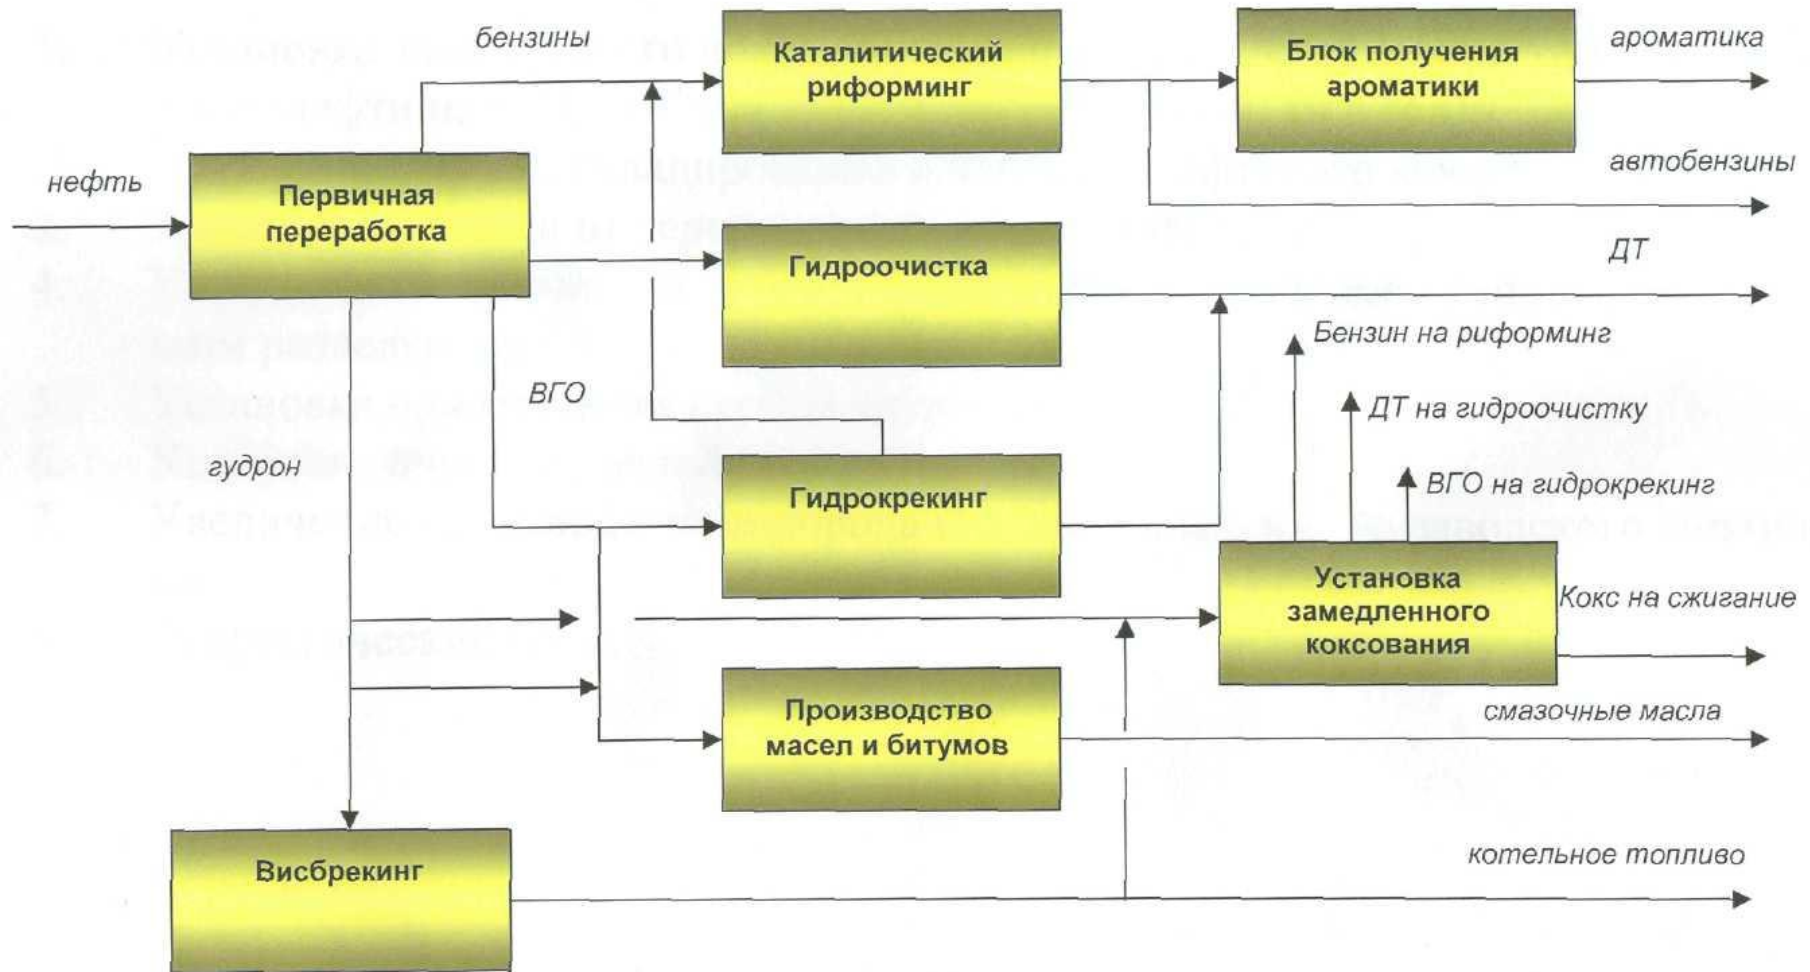 бензины
Каталитический
риформинг
Блок получения
ароматики
ароматика
нефть
Первичная
переработка
автобензины
Гидроочистка
ДТ
Бензин на риформинг
ВГО
ДТ на гидроочистку
гудрон
Гидрокрекинг
ВГО на гидрокрекинг
Установка
замедленного
коксования
Кокс на сжигание
Производство
масел и битумов
смазочные масла
Висбрекинг
котельное топливо